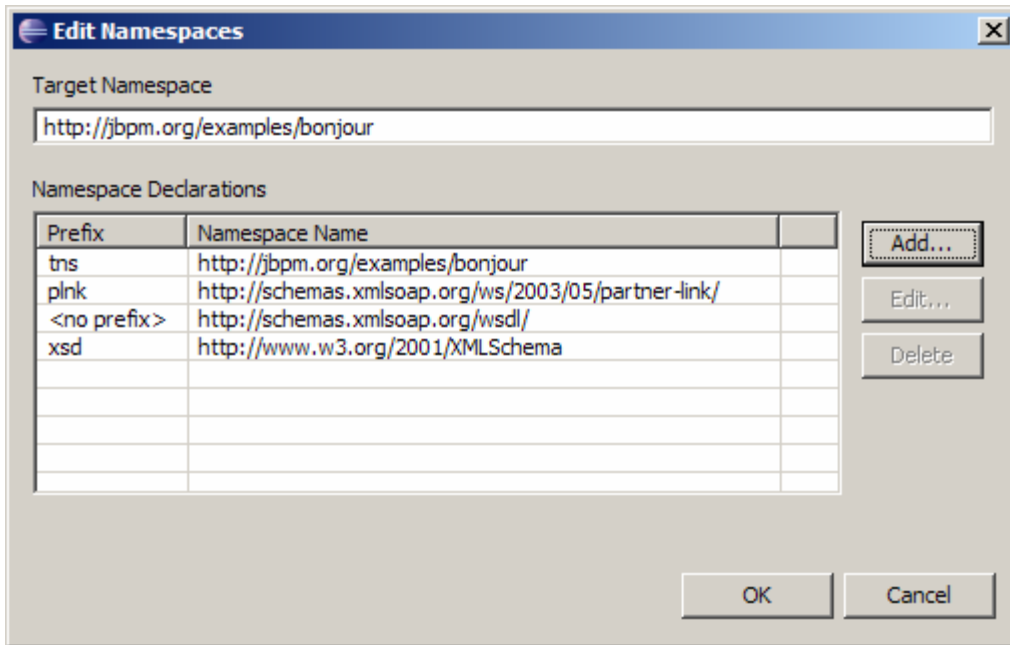 Edit Namespaces
Target Namespace
http://jbpm.org/examples/bonjour
Namespace Declarations
Prefix Namespace Name
Add...
tns http://jbpm.org/examples/bonjour
plnk http://schemas.xmlsoap.org/ws/2003/05/partner-link/
Edit...
<no prefix> http://schemas.xmlsoap.org/wsdl/
xsd http://www.w3.org/2001/XMLSchema
Delete
OK Cancel